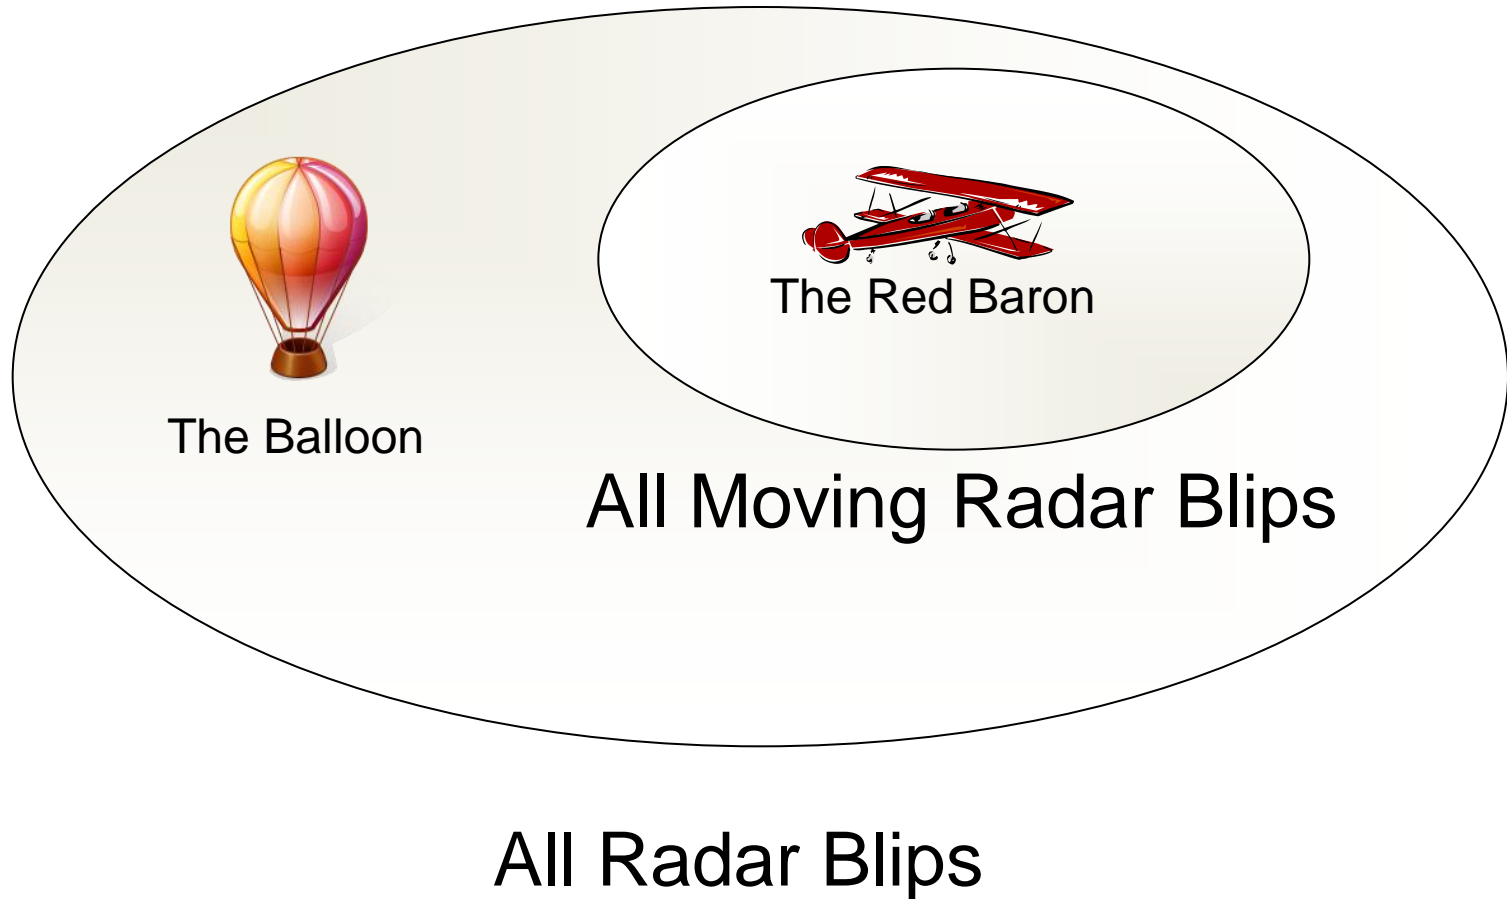 The Red Baron
The Balloon
All Moving Radar Blips
All Radar Blips